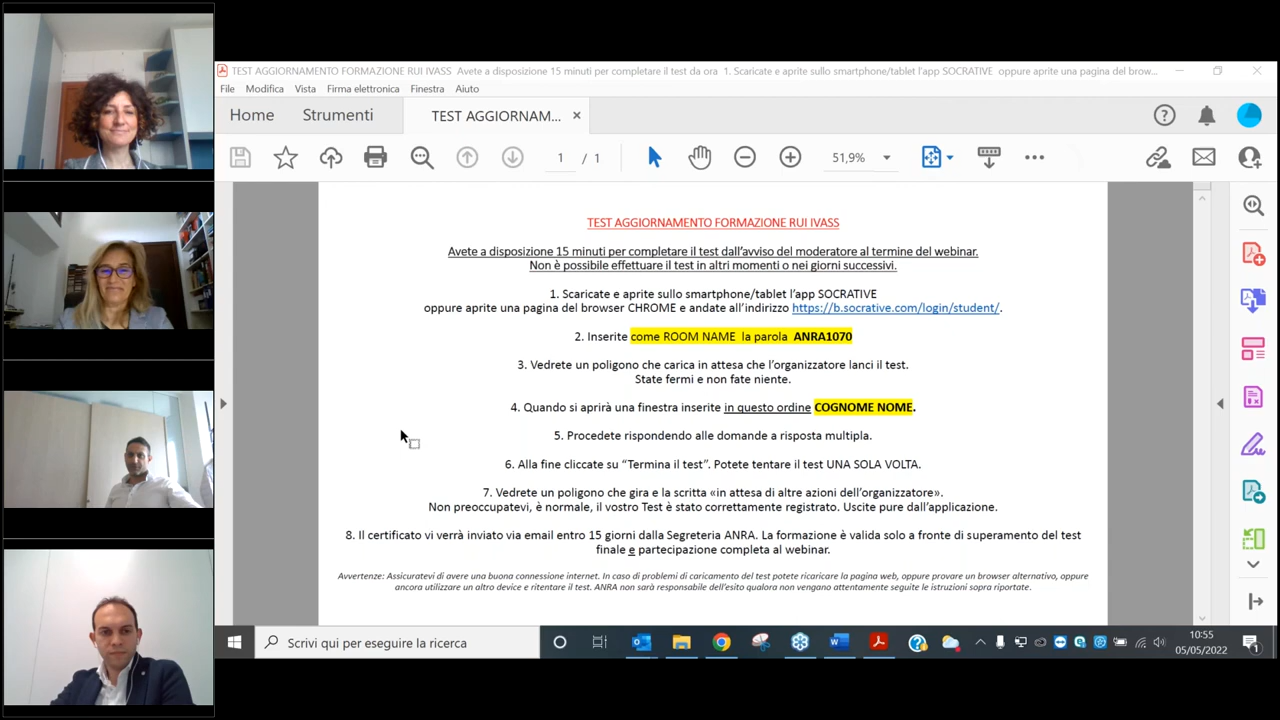 TEST AGGIORNAMENTO FORMAZIONE RUI IVASS Avete a disposizione 15 minuti per completare il test da ora 1. Scaricate e aprite sullo smartphone/tablet l'app SOCRATIVE oppure aprite una pagina del brow...
File Modifica Vista Firma elettronica Finestra Aiuto
Home Strumenti TEST AGGIORNAM... ×
1 / 1 51,9%
TEST AGGIORNAMENTO FORMAZIONE RUI IVASS
Avete a disposizione 15 minuti per completare il test dall'avviso del moderatore al termine del webinar.
Non è possibile effettuare il test in altri momenti o nei giorni successivi.
1. Scaricate e aprite sullo smartphone/tablet l'app SOCRATIVE
oppure aprite una pagina del browser CHROME e andate all'indirizzo https://b.socrative.com/login/student/.
2. Inserite come ROOM NAME la parola ANRA1070
3. Vedrete un poligono che carica in attesa che l'organizzatore lanci il test.
State fermi e non fate niente.
4. Quando si aprirà una finestra inserite in questo ordine COGNOME NOME.
5. Procedete rispondendo alle domande a risposta multipla.
6. Alla fine cliccate su "Termina il test". Potete tentare il test UNA SOLA VOLTA.
7. Vedrete un poligono che gira e la scritta «in attesa di altre azioni dell'organizzatore».
Non preoccupatevi, è normale, il vostro Test è stato correttamente registrato. Uscite pure dall'applicazione.
8. Il certificato vi verrà inviato via email entro 15 giorni dalla Segreteria ANRA. La formazione è valida solo a fronte di superamento del test
finale e partecipazione completa al webinar.
Avvertenze: Assicuratevi di avere una buona connessione internet. In caso di problemi di caricamento del test potete ricaricare la pagina web, oppure provare un browser alternativo, oppure
ancora utilizzare un altro device e ritentare il test. ANRA non sarà responsabile dell'esito qualora non vengano attentamente seguite le istruzioni sopra riportate.
Scrivi qui per eseguire la ricerca
10:55
05/05/2022